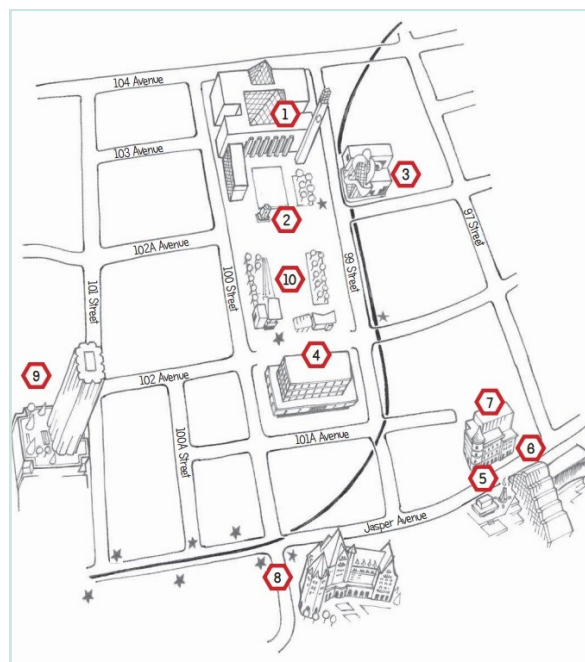 104 Avenue
1
103 Avenue
3
2
97 Street
102A Avenue
100 Street
99 Street
10
101 Street
4
9
102 Avenue
7
101A Avenue
6
100A Street
5
Jasper Avenue
8